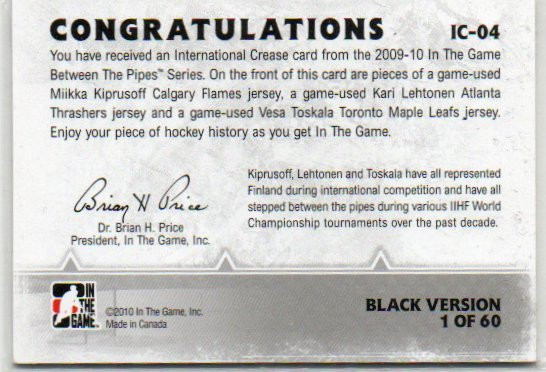 CONGRATULATIONS IC-04
You have received an International Crease card from the 2009-10 In The Game
Between The Pipes™ Series. On the front of this card are pieces of a game-used
Miikka Kiprusoff Calgary Flames jersey, a game-used Kari Lehtonen Atlanta
Thrashers jersey and a game-used Vesa Toskala Toronto Maple Leafs jersey.
Enjoy your piece of hockey history as you get In The Game.
Kiprusoff, Lehtonen and Toskala have all represented
Finland during international competition and have all
stepped between the pipes during various IIHF World
Championship tournaments over the past decade.
Brian H Price
Dr. Brian H. Price
President, In The Game, Inc.
IN
THE
GAME.
©2010 In The Game, Inc.
Made in Canada
BLACK VERSION
1 OF 60